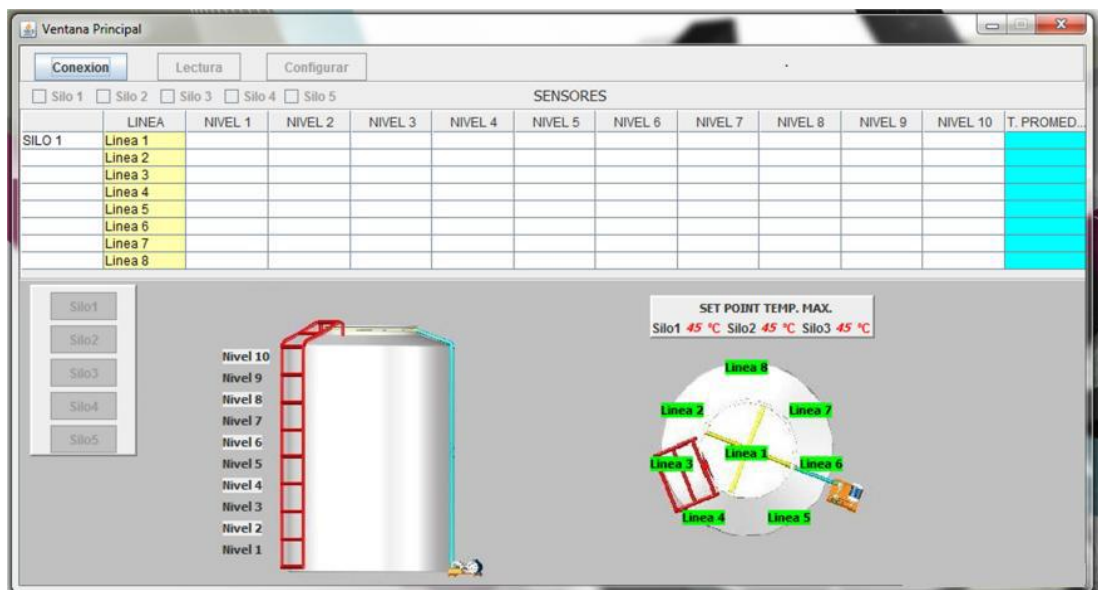 Ventana Principal
Conexion Lectura Configurar
Silo 1 Silo 2 Silo 3 Silo 4 Silo 5 SENSORES
LINEA NIVEL 1 NIVEL 2 NIVEL 3 NIVEL 4 NIVEL 5 NIVEL 6 NIVEL 7 NIVEL 8 NIVEL 9 NIVEL 10 T. PROMED...
SILO 1 Linea 1
Linea 2
Linea 3
Linea 4
Linea 5
Linea 6
Linea 7
Linea 8
Silo1
Silo2
Silo3
Silo4
Silo5
Nivel 10
Nivel 9
Nivel 8
Nivel 7
Nivel 6
Nivel 5
Nivel 4
Nivel 3
Nivel 2
Nivel 1
SET POINT TEMP. MAX.
Silo1 45 °C Silo2 45 °C Silo3 45 °C
Linea 8
Linea 2 Linea 7
Linea 1
Linea 3 Linea 6
Linea 4 Linea 5